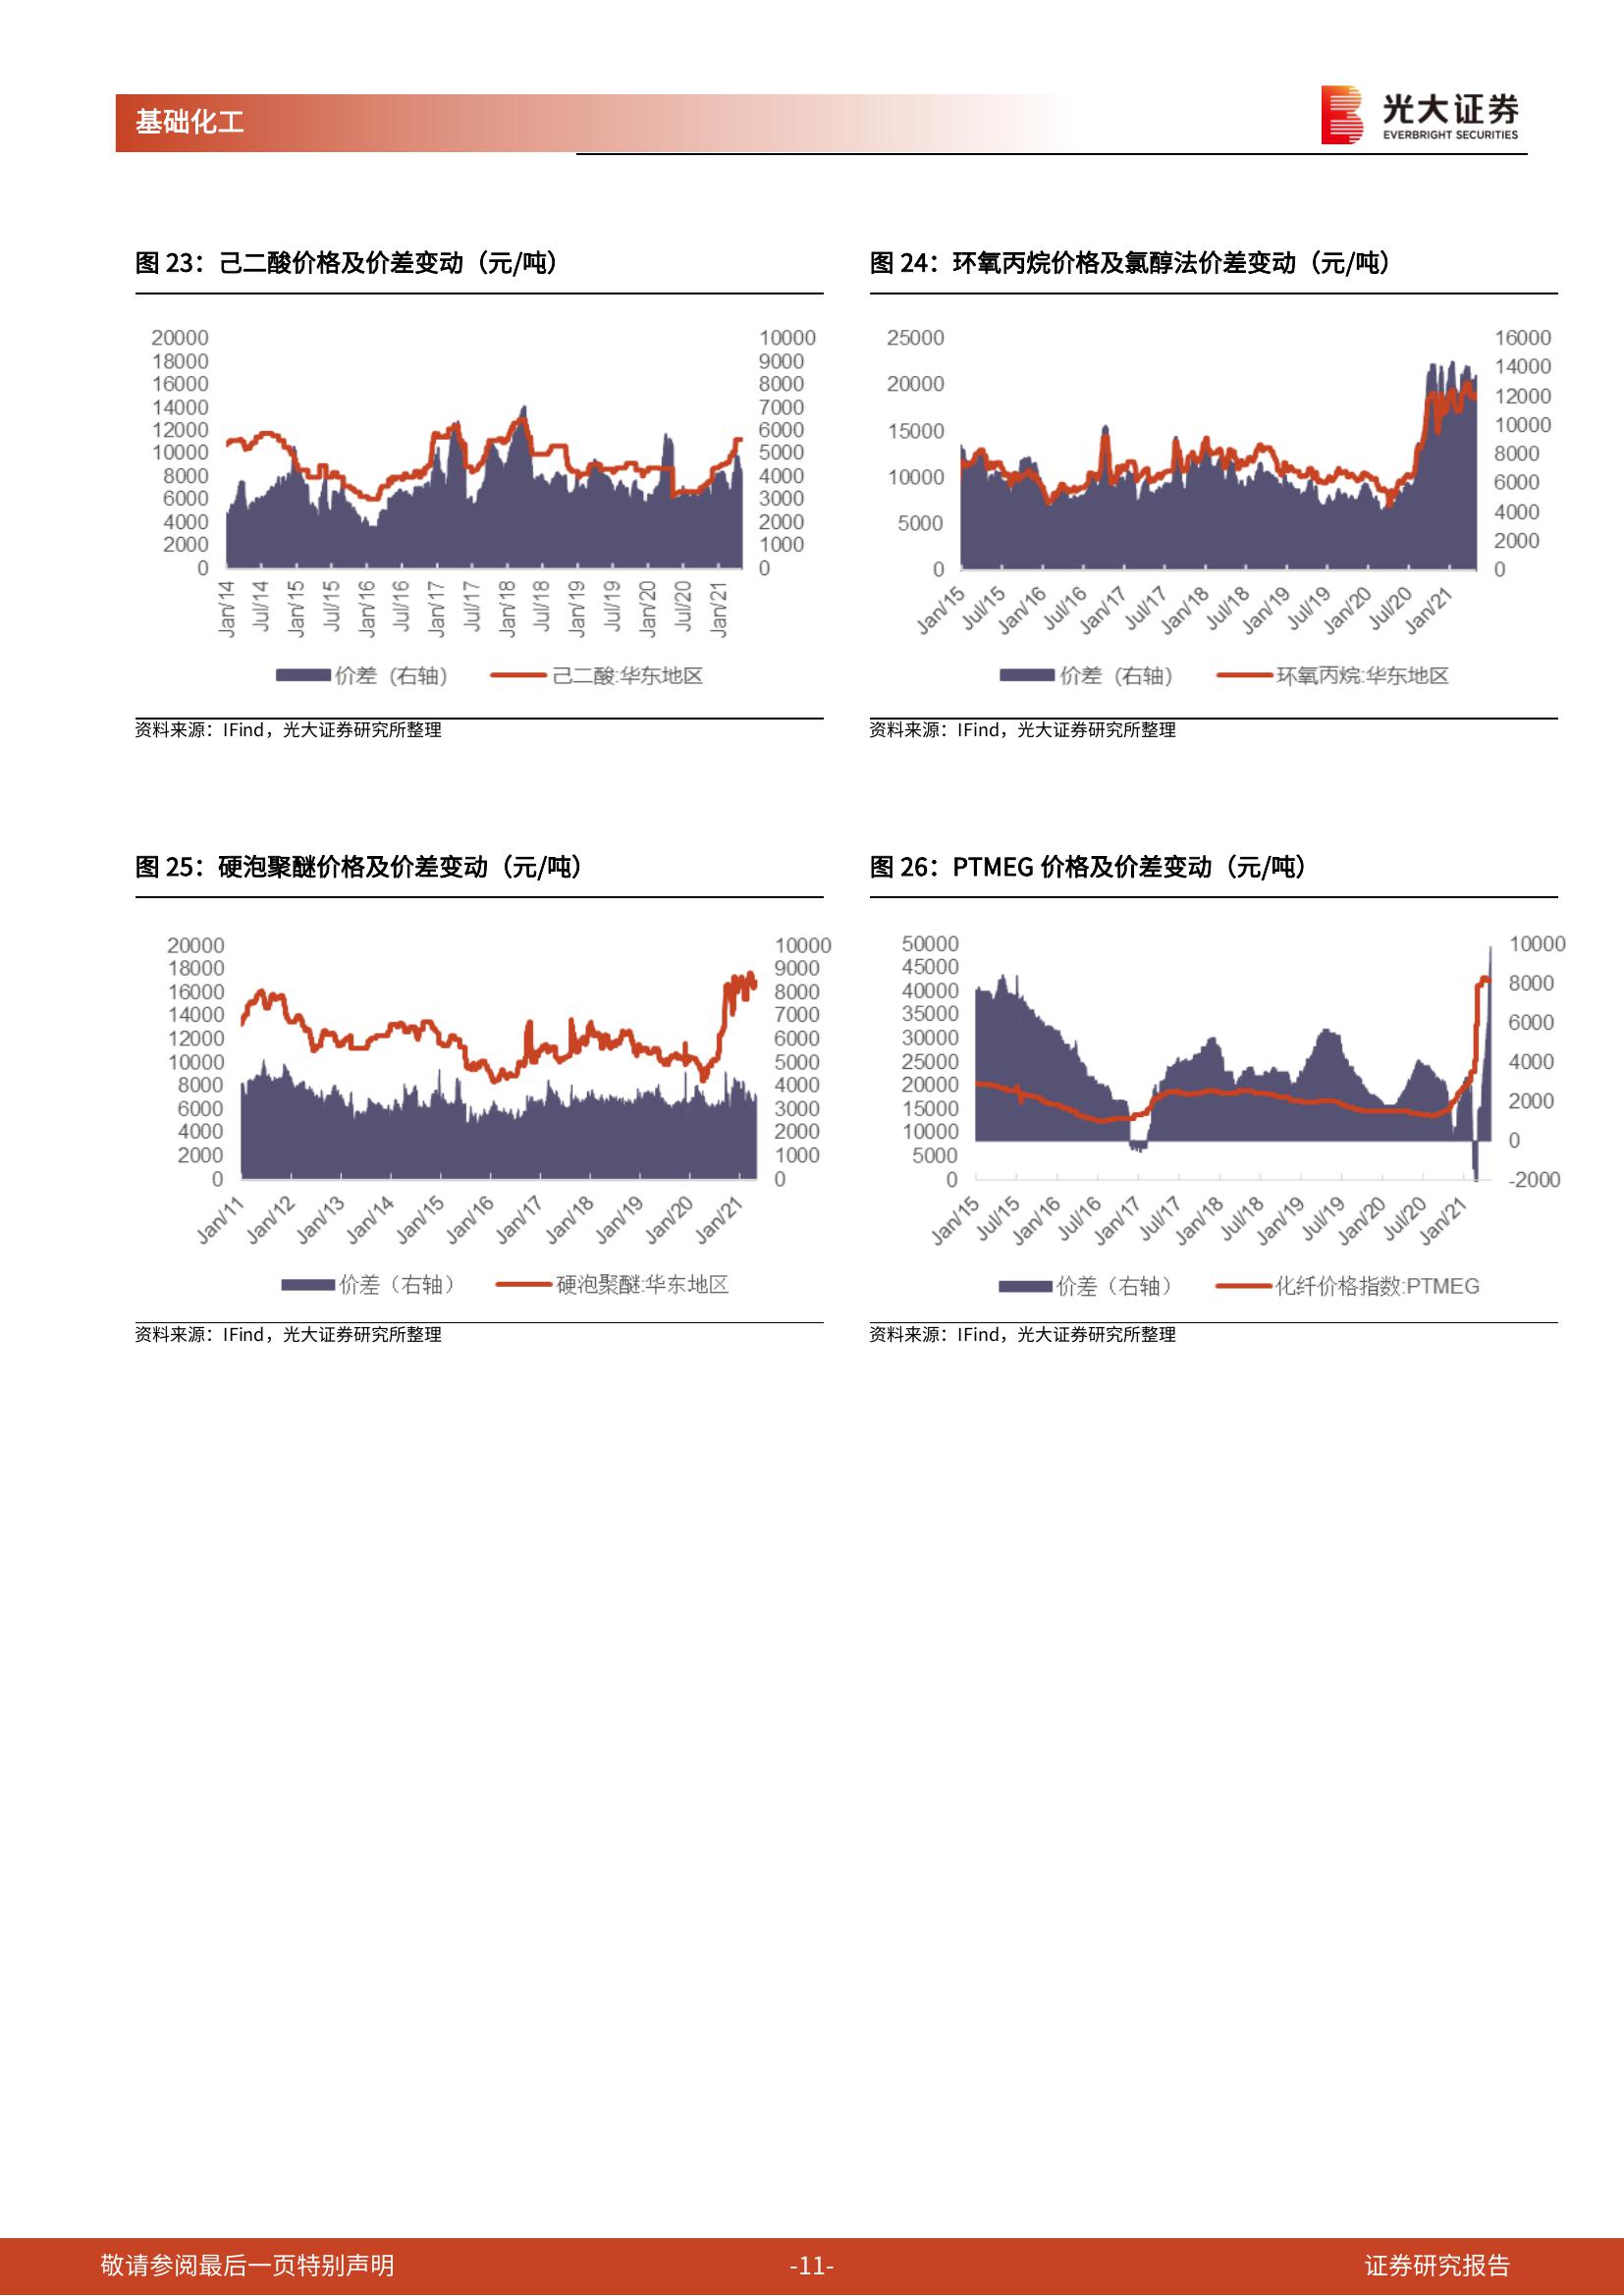 基础化工
光大证券
EVERBRIGHT SECURITIES
图 23：己二酸价格及价差变动（元/吨）
20000
18000
16000
14000
12000
10000
8000
6000
4000
2000
0
10000
9000
8000
7000
6000
5000
4000
3000
2000
1000
0
Jan/14
Jul/14
Jan/15
Jul/15
Jan/16
Jul/16
Jan/17
Jul/17
Jan/18
Jul/18
Jan/19
Jul/19
Jan/20
Jul/20
Jan/21
价差 (右轴)
己二酸:华东地区
资料来源：IFind，光大证券研究所整理
图 24：环氧丙烷价格及氯醇法价差变动（元/吨）
25000
20000
15000
10000
5000
0
16000
14000
12000
10000
8000
6000
4000
2000
0
Jan/15
Jul/15
Jan/16
Jul/16
Jan/17
Jul/17
Jan/18
Jul/18
Jan/19
Jul/19
Jan/20
Jul/20
Jan/21
价差 (右轴)
环氧丙烷:华东地区
资料来源：IFind，光大证券研究所整理
图 25：硬泡聚醚价格及价差变动（元/吨）
20000
18000
16000
14000
12000
10000
8000
6000
4000
2000
0
10000
9000
8000
7000
6000
5000
4000
3000
2000
1000
0
Jan/11
Jan/12
Jan/13
Jan/14
Jan/15
Jan/16
Jan/17
Jan/18
Jan/19
Jan/20
Jan/21
价差（右轴）
硬泡聚醚:华东地区
资料来源：IFind，光大证券研究所整理
图 26：PTMEG 价格及价差变动（元/吨）
50000
45000
40000
35000
30000
25000
20000
15000
10000
5000
0
10000
8000
6000
4000
2000
0
-2000
Jan/15
Jul/15
Jan/16
Jul/16
Jan/17
Jul/17
Jan/18
Jul/18
Jan/19
Jul/19
Jan/20
Jul/20
Jan/21
价差（右轴）
化纤价格指数:PTMEG
资料来源：IFind，光大证券研究所整理
敬请参阅最后一页特别声明
-11-
证券研究报告